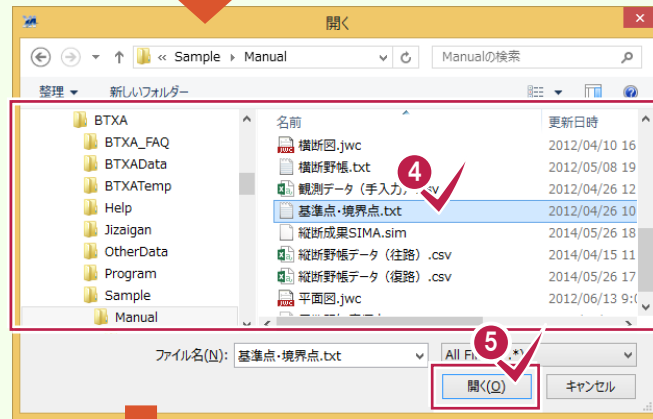 開く
« Sample ▸ Manual
Manualの検索
整理 ▼ 新しいフォルダー
BTXA
BTXA_FAQ
BTXAData
BTXATemp
Help
Jizaigan
OtherData
Program
Sample
Manual
名前 更新日時
横断図.jwc 2012/04/10 16
横断野帳.txt 2012/05/08 19
観測データ（手入力）.csv 2012/04/26 12
基準点・境界点.txt 2012/04/26 10
縦断成果SIMA.sim 2014/05/26 18
縦断野帳データ（往路）.csv 2014/04/15 11
縦断野帳データ（復路）.csv 2014/05/26 17
平面図.jwc 2012/06/13 9:0
4
ファイル名(N): 基準点・境界点.txt
All Fi
*)
5
開く(O) キャンセル